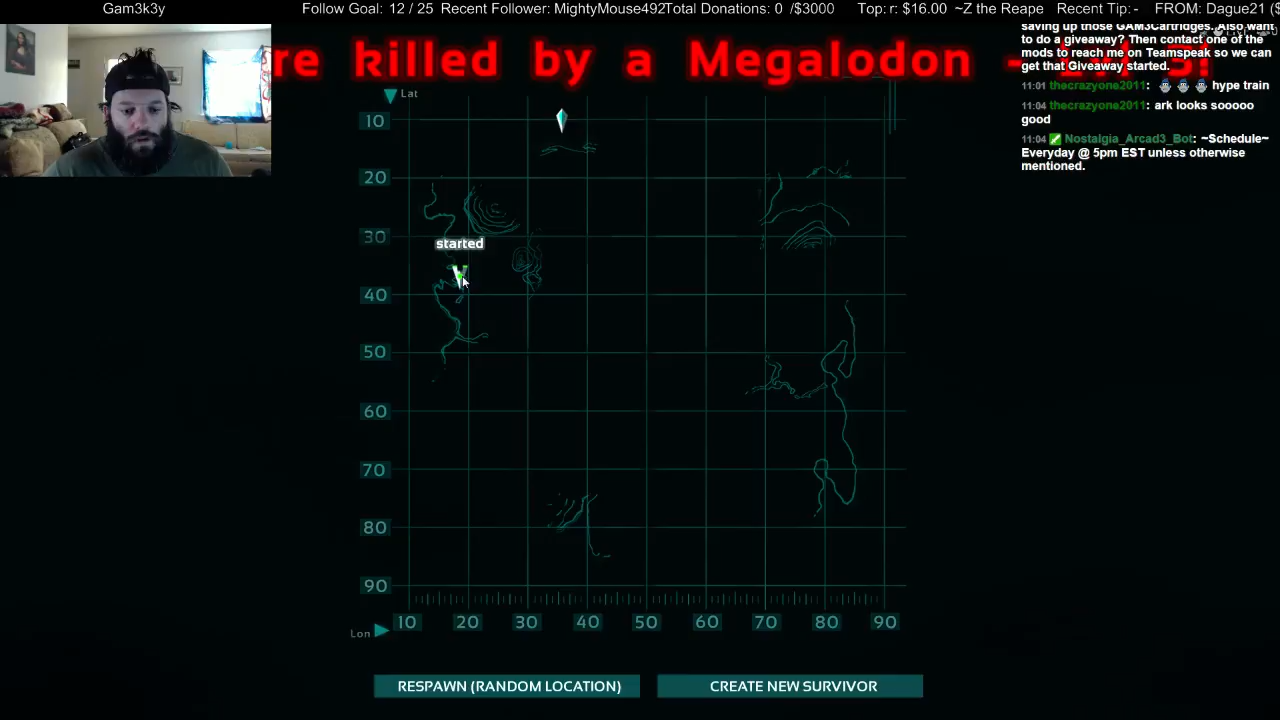 Gam3k3y Follow Goal: 12 / 25 Recent Follower: MightyMouse492Total Donations: 0 /$3000 Top: r: $16.00 ~Z the Reape Recent Tip: - FROM: Dague21 ($
re killed by a Megalodon -
saving up those GAM3Cartridges. Also want
to do a giveaway? Then contact one of the
mods to reach me on Teamspeak so we can
get that Giveaway started.
11:01 thecrazyone2011: hype train
11:04 thecrazyone2011: ark looks sooooo
good
11:04 Nostalgia_Arcad3_Bot: ~Schedule~
Everyday @ 5pm EST unless otherwise
mentioned.
Lat
10
20
30
started
40
50
60
70
80
90
Lon
10 20 30 40 50 60 70 80 90
RESPAWN (RANDOM LOCATION) CREATE NEW SURVIVOR